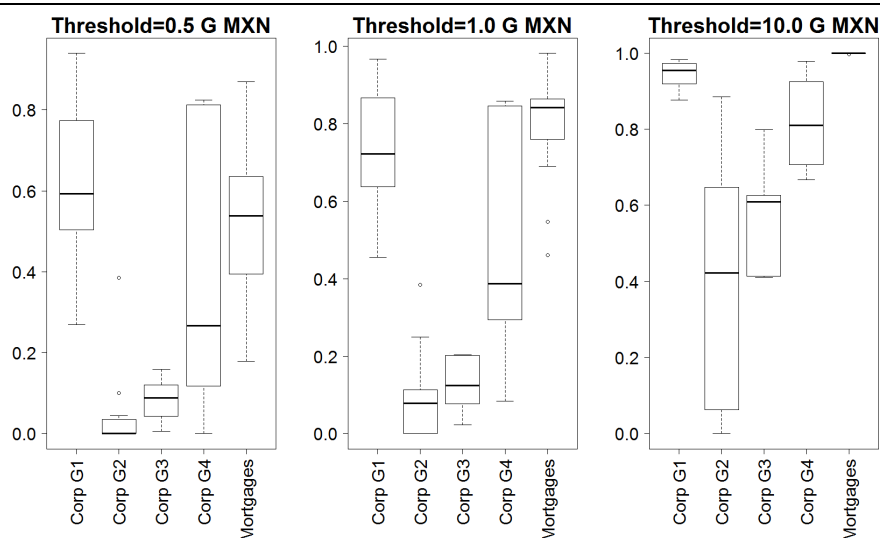 Threshold=0.5 G MXN
0.8
0.6
0.4
0.2
0.0
Corp G1
Corp G2
Corp G3
Corp G4
Mortgages
Threshold=1.0 G MXN
1.0
0.8
0.6
0.4
0.2
0.0
Corp G1
Corp G2
Corp G3
Corp G4
Mortgages
Threshold=10.0 G MXN
1.0
0.8
0.6
0.4
0.2
0.0
Corp G1
Corp G2
Corp G3
Corp G4
Mortgages